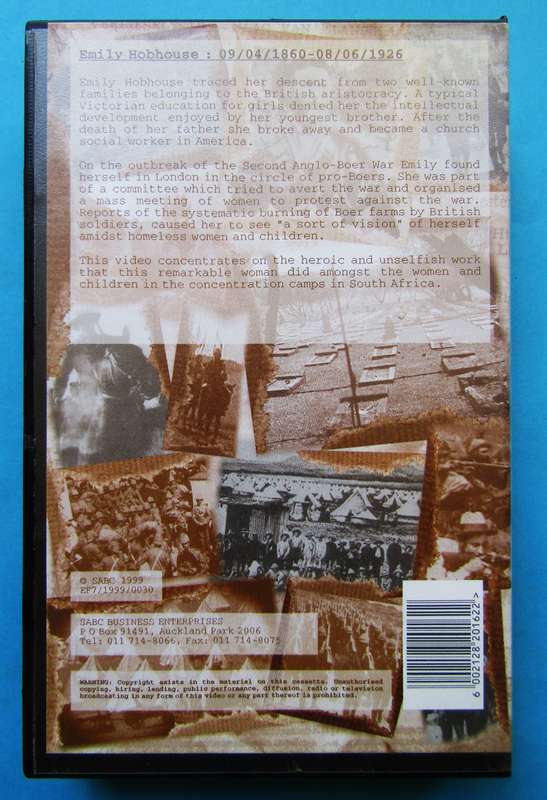 Emily Hobhouse : 09/04/1860-08/06/1926
Emily Hobhouse traced her descent from two well-known
families belonging to the British aristocracy. A typical
Victorian education for girls denied her the intellectual
development enjoyed by her youngest brother. After the
death of her father she broke away and became a church
social worker in America.
On the outbreak of the Second Anglo-Boer War Emily found
herself in London in the circle of pro-Boers. She was part
of a committee which tried to avert the war and organised
a mass meeting of women to protest against the war.
Reports of the systematic burning of Boer farms by British
soldiers, caused her to see "a sort of vision" of herself
amidst homeless women and children.
This video concentrates on the heroic and unselfish work
that this remarkable woman did amongst the women and
children in the concentration camps in South Africa.
© SABC 1999
EF7/1999/0030
SABC BUSINESS ENTERPRISES
P O Box 91491, Auckland Park 2006
Tel: 011 714-8066, Fax: 011 714-8075
WARNING: Copyright exists in the material on this cassette. Unauthorised
copying, hiring, lending, public performance, diffusion, radio or television
broadcasting in any form of this video or any part thereof is prohibited.
6 002128 201622 >